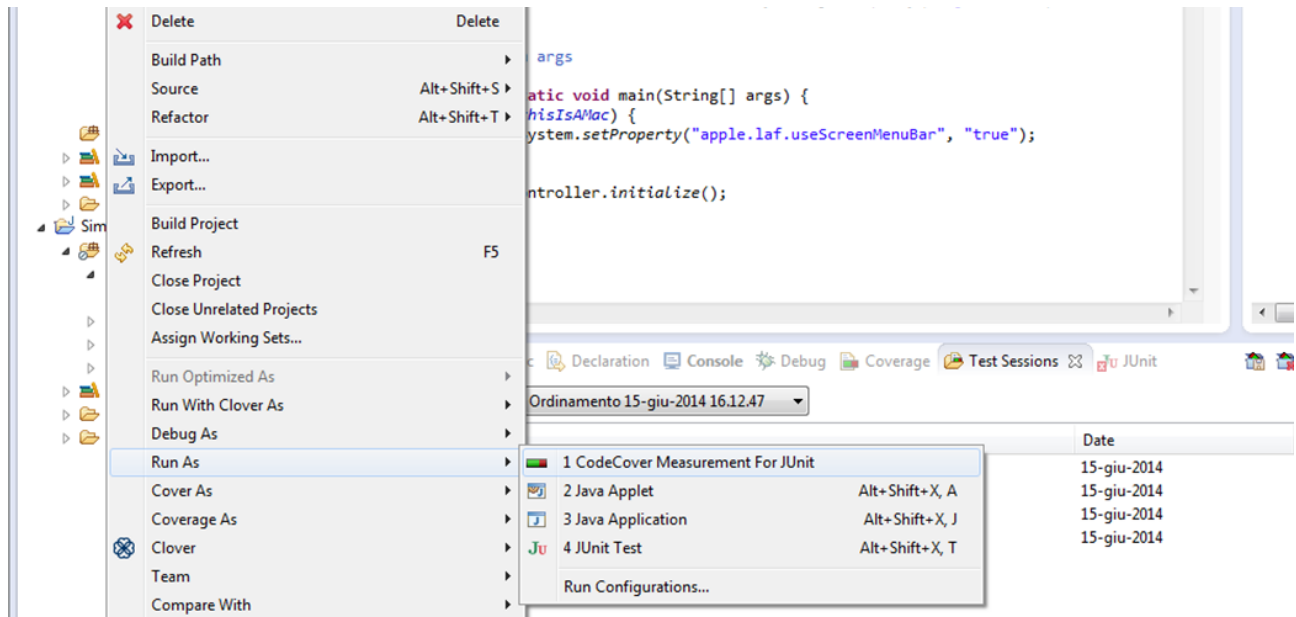 Delete Delete
Build Path
Source Alt+Shift+S
Refactor Alt+Shift+T
Import...
Export...
Build Project
Refresh F5
Close Project
Close Unrelated Projects
Assign Working Sets...
Run Optimized As
Run With Clover As
Debug As
Run As
Cover As
Coverage As
Clover
Team
Compare With
Sim
args
atic void main(String[] args) {
hisIsAMac) {
ystem.setProperty("apple.laf.useScreenMenuBar", "true");
ntroller.initialize();
c Declaration Console Debug Coverage Test Sessions JUnit
Ordinamento 15-giu-2014 16.12.47
Date
15-giu-2014
15-giu-2014
15-giu-2014
15-giu-2014
1 CodeCover Measurement For JUnit
2 Java Applet Alt+Shift+X, A
3 Java Application Alt+Shift+X, J
4 JUnit Test Alt+Shift+X, T
Run Configurations...